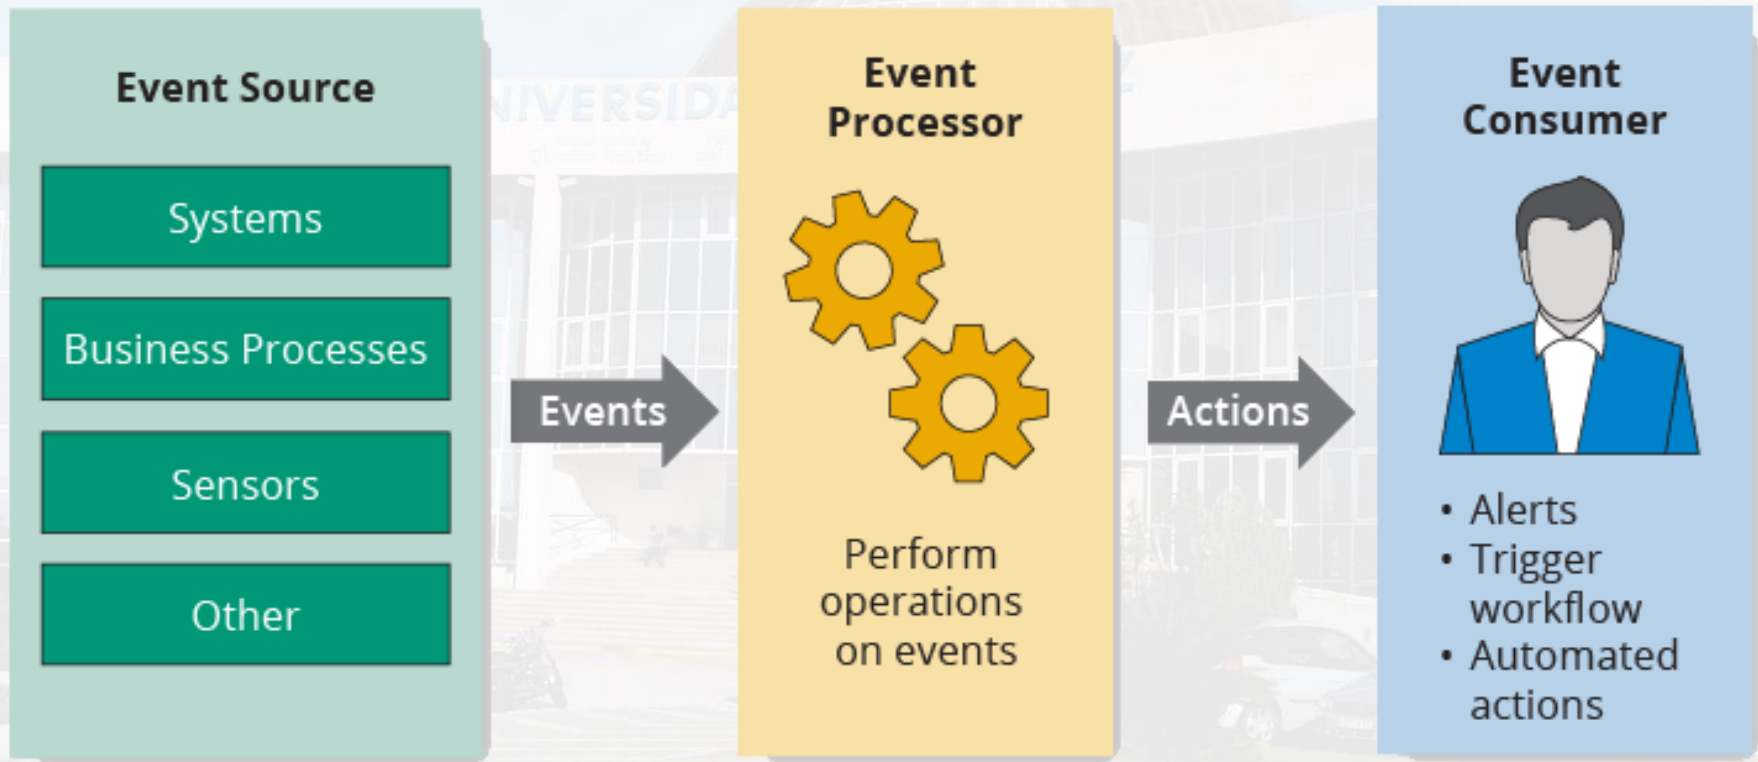 Event Source
Systems
Business Processes
Sensors
Other
Events
Event
Processor
Perform
operations
on events
Actions
Event
Consumer
• Alerts
• Trigger
workflow
• Automated
actions